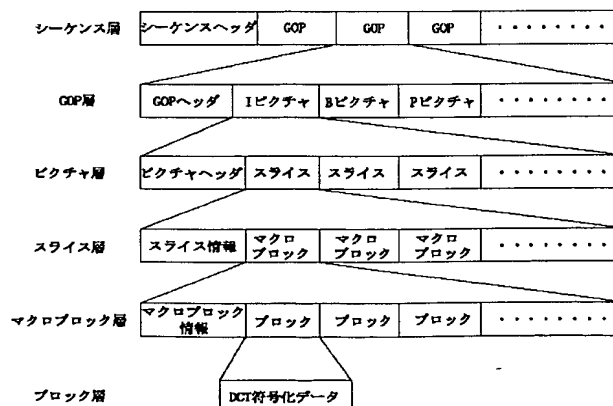 シーケンス層 シーケンスヘッダ GOP GOP GOP ········
GOP層 GOPヘッダ Iピクチャ Bピクチャ Pピクチャ ········
ピクチャ層 ピクチャヘッダ スライス スライス スライス ········
スライス層 スライス情報 マクロ
ブロック マクロ
ブロック マクロ
ブロック ········
マクロブロック層 マクロブロック
情報 ブロック ブロック ブロック ········
ブロック層 DCT符号化データ